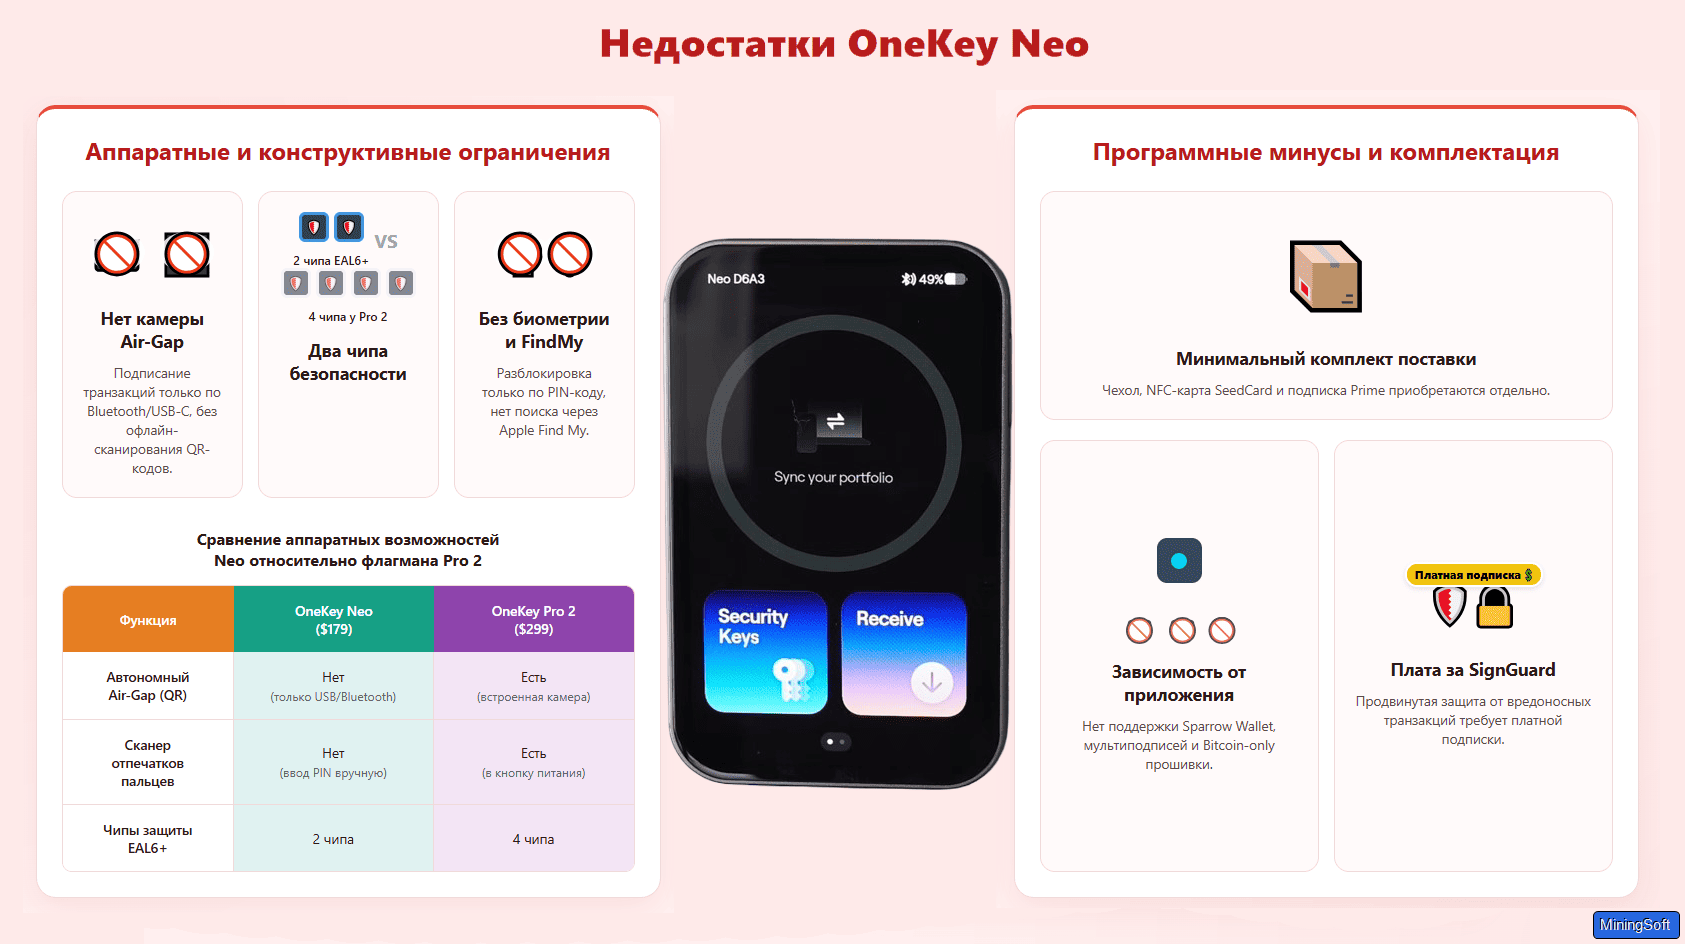 Недостатки OneKey Neo
Аппаратные и конструктивные ограничения
VS
2 чипа EAL6+
4 чипа у Pro 2
Нет камеры
Air-Gap
Подписание
транзакций только по
Bluetooth/USB-C, без
офлайн-
сканирования QR-
кодов.
Два чипа
безопасности
Без биометрии
и FindMy
Разблокировка
только по PIN-коду,
нет поиска через
Apple Find My.
Сравнение аппаратных возможностей
Neo относительно флагмана Pro 2
Функция
OneKey Neo
($179)
OneKey Pro 2
($299)
Автономный
Air-Gap (QR)
Нет
(только USB/Bluetooth)
Есть
(встроенная камера)
Сканер
отпечатков
пальцев
Нет
(ввод PIN вручную)
Есть
(в кнопку питания)
Чипы защиты
EAL6+
2 чипа
4 чипа
Neo D6A3
49%
Sync your portfolio
Security
Keys
Receive
Программные минусы и комплектация
Минимальный комплект поставки
Чехол, NFC-карта SeedCard и подписка Prime приобретаются отдельно.
Зависимость от
приложения
Нет поддержки Sparrow Wallet,
мультиподписей и Bitcoin-only
прошивки.
Платная подписка
Плата за SignGuard
Продвинутая защита от вредоносных
транзакций требует платной
подписки.
MiningSoft